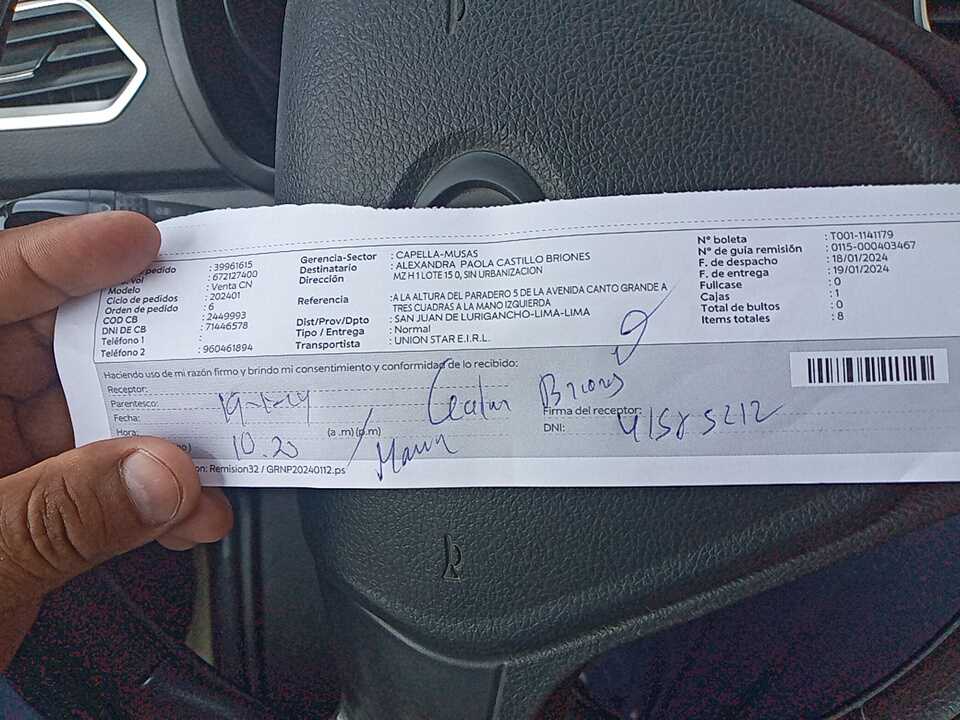 pedido : 39961615
vol : 672127400
Modelo : Venta CN
Ciclo de pedidos : 202401
Orden de pedido : 6
COD CB : 2449993
DNI DE CB : 71446578
Teléfono 1 :
Teléfono 2 : 960461894
Gerencia-Sector : CAPELLA-MUSAS
Destinatario : ALEXANDRA PAOLA CASTILLO BRIONES
Dirección MZ H 1 LOTE 15 0, SIN URBANIZACION
Referencia : A LA ALTURA DEL PARADERO 5 DE LA AVENIDA CANTO GRANDE A
TRES CUADRAS A LA MANO IZQUIERDA
Dist/Prov/Dpto : SAN JUAN DE LURIGANCHO-LIMA-LIMA
Tipo / Entrega : Normal
Transportista : UNION STAR E.I.R.L.
N° boleta : T001-1141179
N° de guía remisión : 0115-000403467
F. de despacho : 18/01/2024
F. de entrega : 19/01/2024
Fullcase : 0
Cajas : 1
Total de bultos : 0
Items totales : 8
Haciendo uso de mi razón firmo y brindo mi consentimiento y conformidad de lo recibido:
Receptor:
Parentesco:
Fecha: 19-1-24
Hora: 10.20 (a.m) (p.m)
Briones
Firma del receptor:
DNI: 41585212
on: Remision32 / GRNP20240112.ps